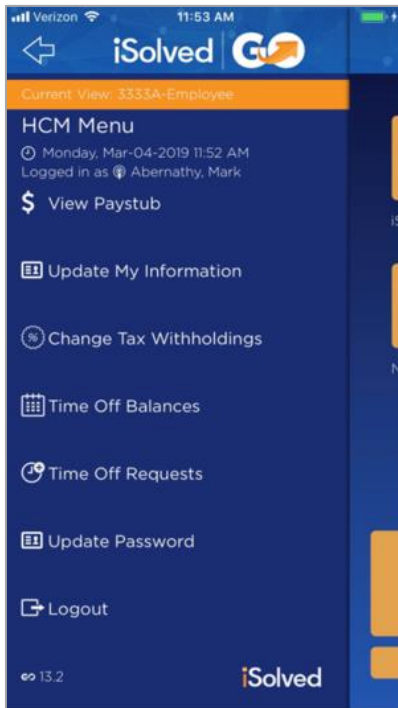 Verizon 11:53 AM
iSolved GO
Current View: 3333A-Employee
HCM Menu
Monday, Mar-04-2019 11:52 AM
Logged in as Abernathy, Mark
$ View Paystub
Update My Information
% Change Tax Withholdings
Time Off Balances
Time Off Requests
Update Password
Logout
13.2 iSolved